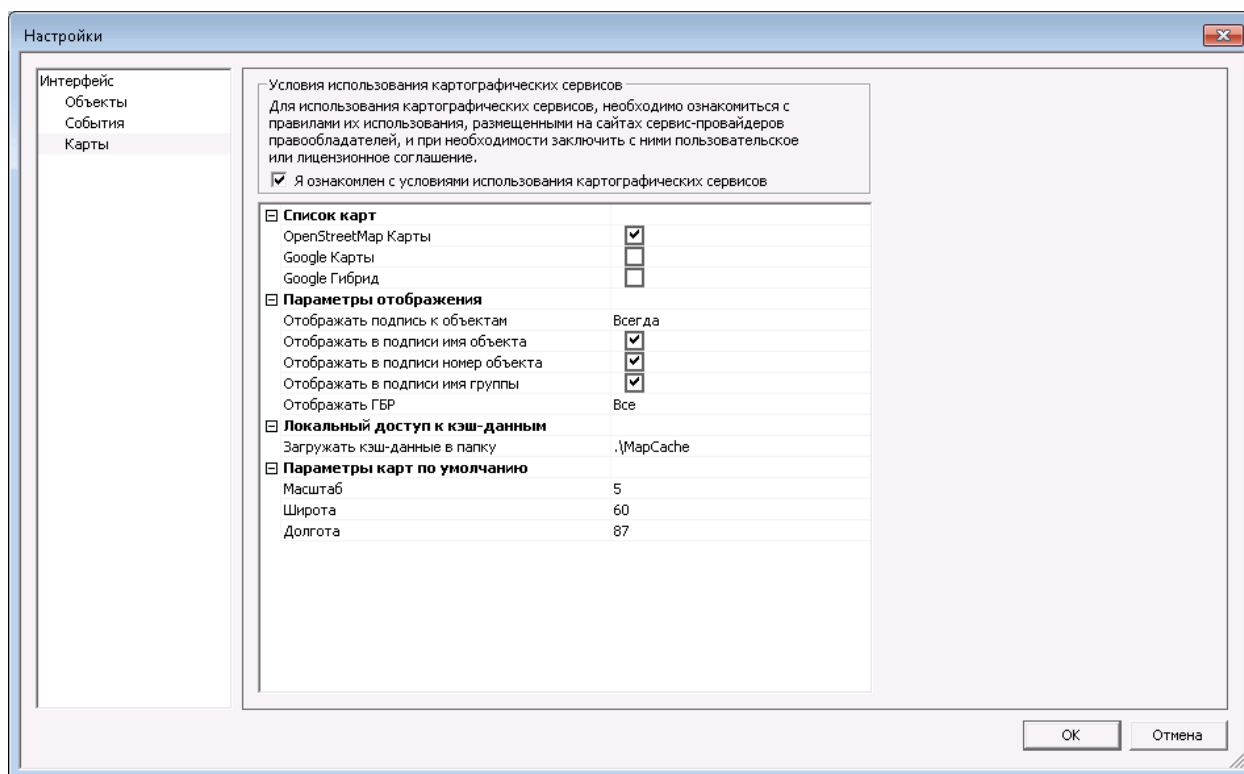 Настройки
Интерфейс
Объекты
События
Карты
Условия использования картографических сервисов
Для использования картографических сервисов, необходимо ознакомиться с
правилами их использования, размещенными на сайтах сервис-провайдеров
правообладателей, и при необходимости заключить с ними пользовательское
или лицензионное соглашение.
Я ознакомлен с условиями использования картографических сервисов
Список карт
OpenStreetMap Карты
Google Карты
Google Гибрид
Параметры отображения
Отображать подпись к объектам Всегда
Отображать в подписи имя объекта
Отображать в подписи номер объекта
Отображать в подписи имя группы
Отображать ГБР Все
Локальный доступ к кэш-данным
Загружать кэш-данные в папку .\MapCache
Параметры карт по умолчанию
Масштаб 5
Широта 60
Долгота 87
ОК Отмена